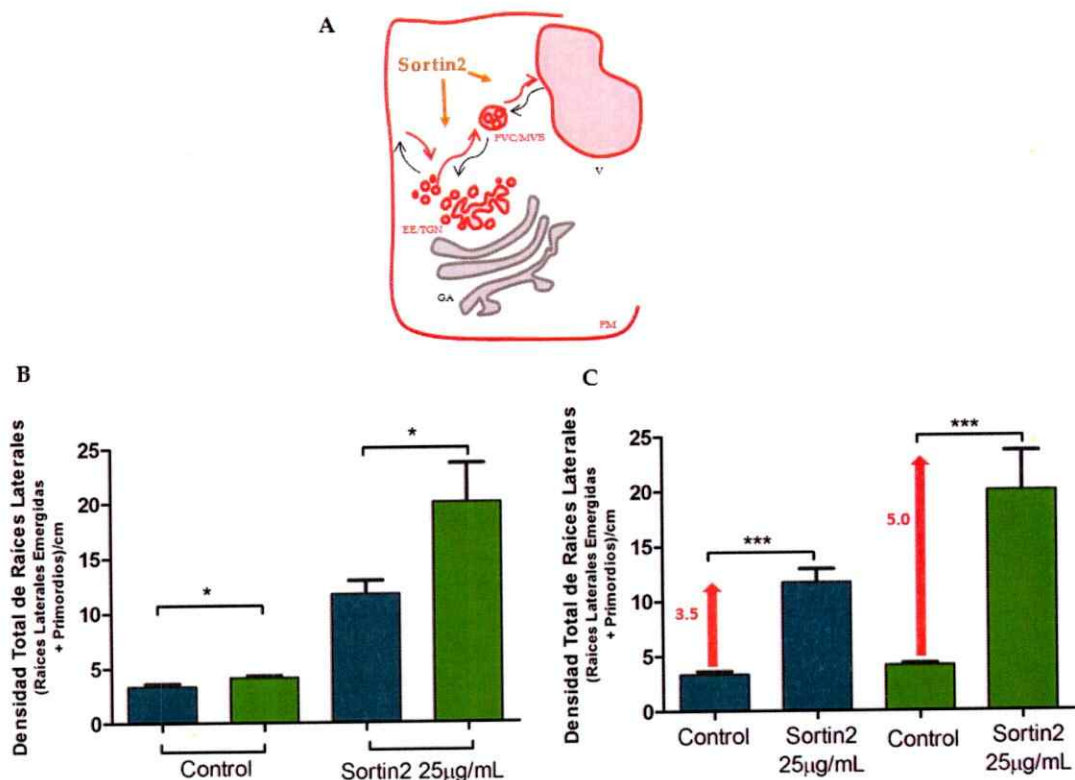 A
Sortin2
PVC/MVB
V
EE/TGN
GA
PM
B
Densidad Total de Raices Laterales
(Raices Laterales Emergidas
+ Primordios)/cm
25
20
15
10
5
0
*
*
Control
Sortin2 25µg/mL
C
Densidad Total de Raices Laterales
(Raices Laterales Emergidas
+ Primordios)/cm
25
20
15
10
5
0
3.5
***
5.0
***
Control
Sortin2
25µg/mL
Control
Sortin2
25µg/mL